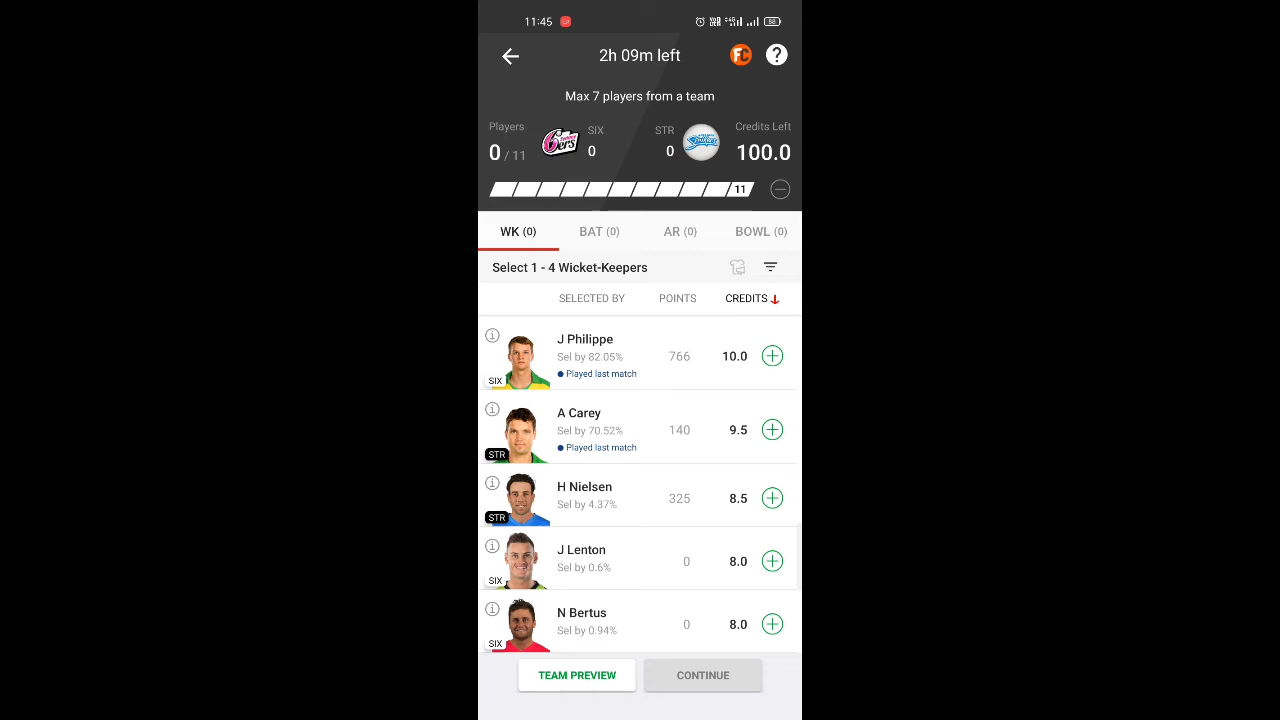 11:45
58
2h 09m left
FC
?
Max 7 players from a team
Players
SIX
STR
Credits Left
0 / 11
6ers
0
0
Strikers
100.0
11
WK (0)
BAT (0)
AR (0)
BOWL (0)
Select 1 - 4 Wicket-Keepers
SELECTED BY
POINTS
CREDITS
J Philippe
Sel by 82.05%
766
10.0
Played last match
SIX
A Carey
Sel by 70.52%
140
9.5
Played last match
STR
H Nielsen
Sel by 4.37%
325
8.5
STR
J Lenton
Sel by 0.6%
0
8.0
SIX
N Bertus
Sel by 0.94%
0
8.0
SIX
TEAM PREVIEW
CONTINUE